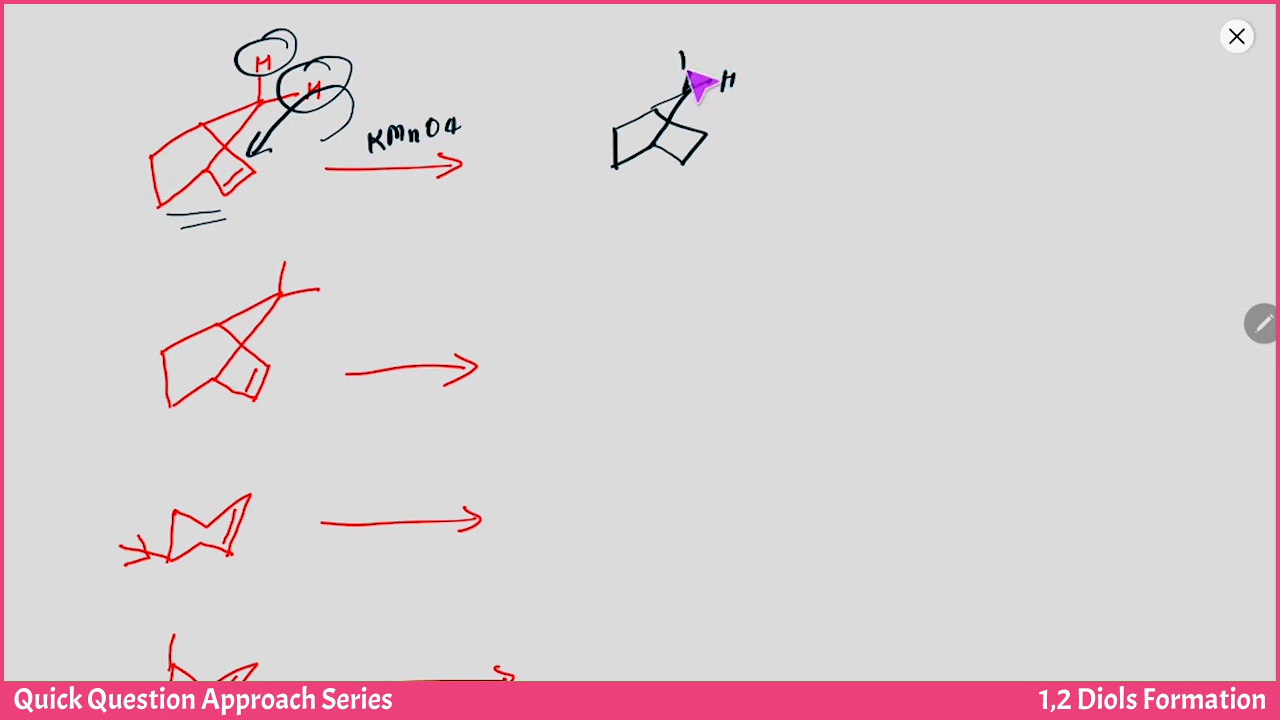 H
H
H
KMnO4
Quick Question Approach Series
1,2 Diols Formation